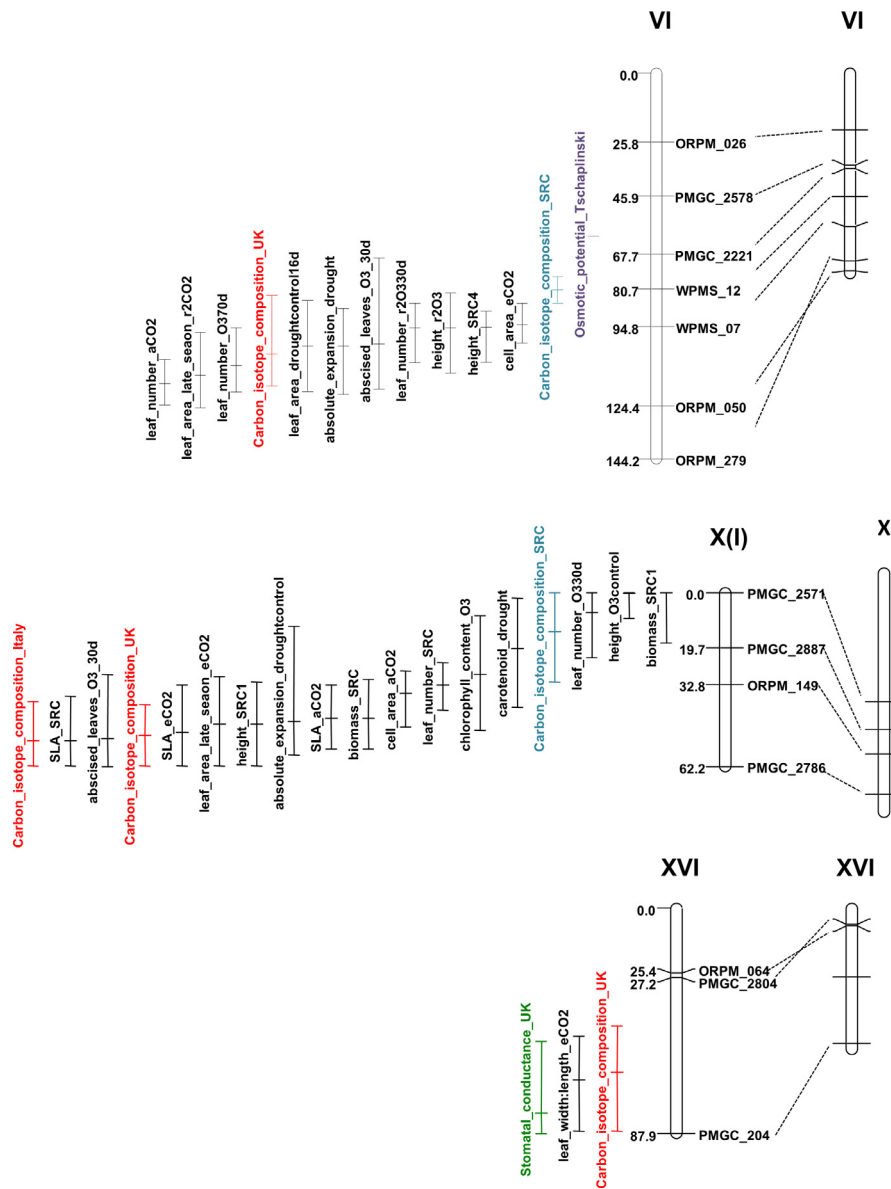 VI
VI
leaf_number_aCO2
leaf_area_late_seaon_r2CO2
leaf_number_O370d
Carbon_isotope_composition_UK
leaf_area_droughtcontrol16d
absolute_expansion_drought
abscised_leaves_O3_30d
leaf_number_r2O330d
height_r2O3
height_SRC4
cell_area_eCO2
Carbon_isotope_composition_SRC
Osmotic_potential_Tschaplinski
0.0
25.8 ORPM_026
45.9 PMGC_2578
67.7 PMGC_2221
80.7 WPMS_12
94.8 WPMS_07
124.4 ORPM_050
144.2 ORPM_279
X(I)
X
Carbon_isotope_composition_Italy
SLA_SRC
abscised_leaves_O3_30d
Carbon_isotope_composition_UK
SLA_eCO2
leaf_area_late_seaon_eCO2
height_SRC1
absolute_expansion_droughtcontrol
SLA_aCO2
biomass_SRC
cell_area_aCO2
leaf_number_SRC
chlorophyll_content_O3
carotenoid_drought
Carbon_isotope_composition_SRC
leaf_number_O330d
height_O3control
biomass_SRC1
0.0 PMGC_2571
19.7 PMGC_2887
32.8 ORPM_149
62.2 PMGC_2786
XVI
XVI
Stomatal_conductance_UK
leaf_width:length_eCO2
Carbon_isotope_composition_UK
0.0
25.4 ORPM_064
27.2 PMGC_2804
87.9 PMGC_204